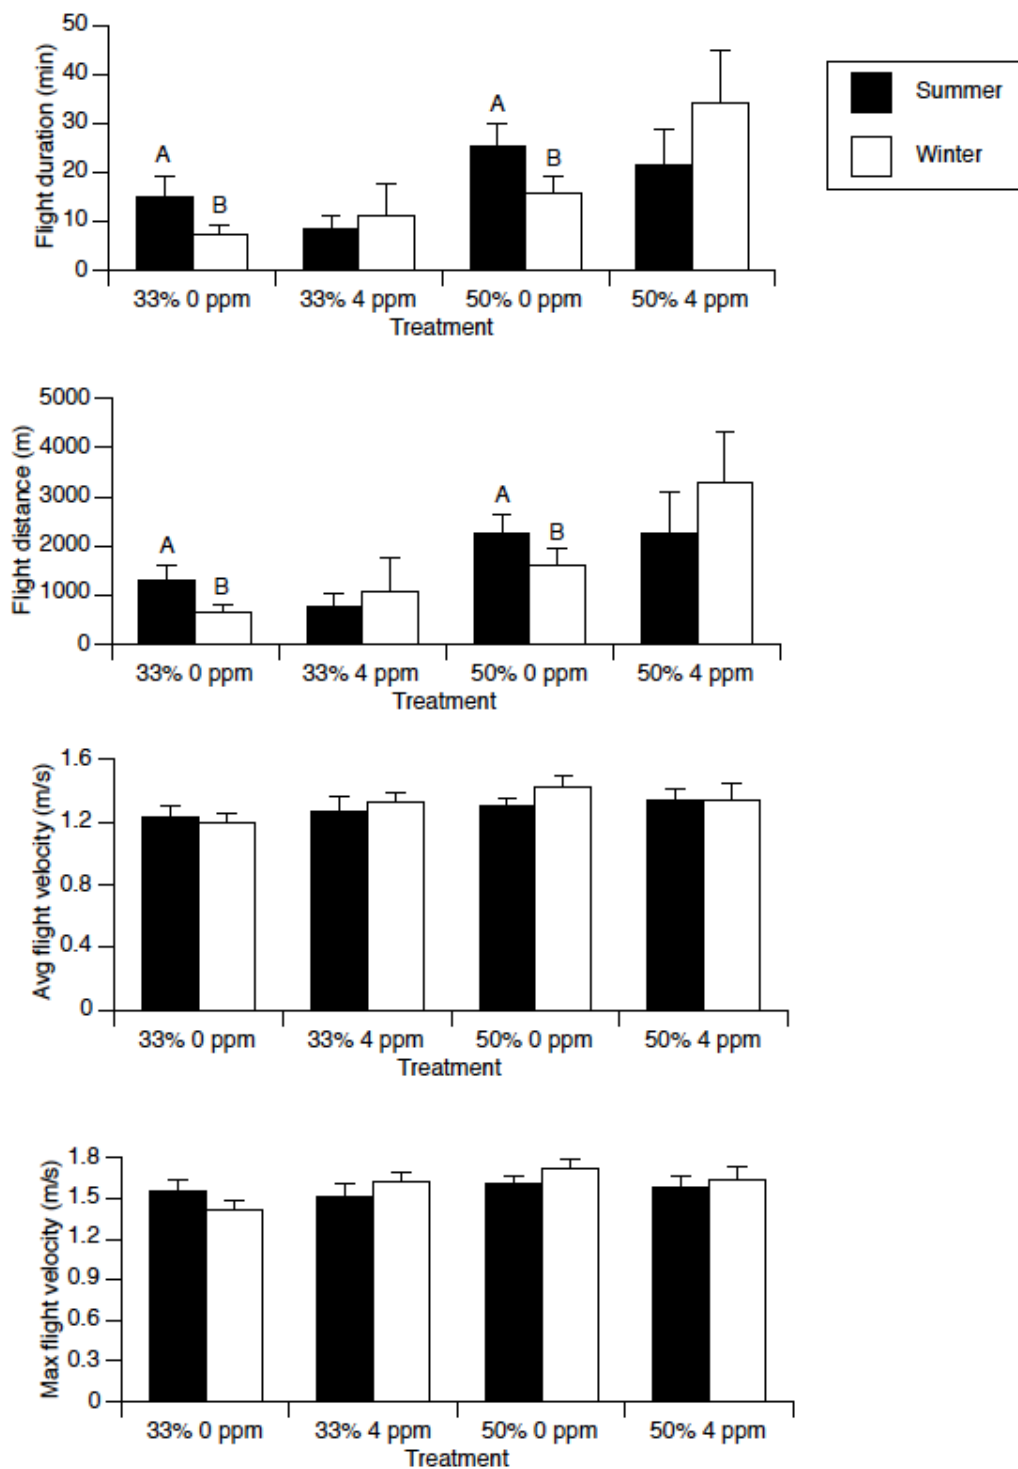 Flight duration (min)
50
40
30
20
10
0
A
B
A
B
33% 0 ppm
33% 4 ppm
50% 0 ppm
50% 4 ppm
Treatment
Summer
Winter
Flight distance (m)
5000
4000
3000
2000
1000
0
A
B
A
B
33% 0 ppm
33% 4 ppm
50% 0 ppm
50% 4 ppm
Treatment
Avg flight velocity (m/s)
1.6
1.2
0.8
0.4
0
33% 0 ppm
33% 4 ppm
50% 0 ppm
50% 4 ppm
Treatment
Max flight velocity (m/s)
1.8
1.5
1.2
0.9
0.6
0.3
0
33% 0 ppm
33% 4 ppm
50% 0 ppm
50% 4 ppm
Treatment